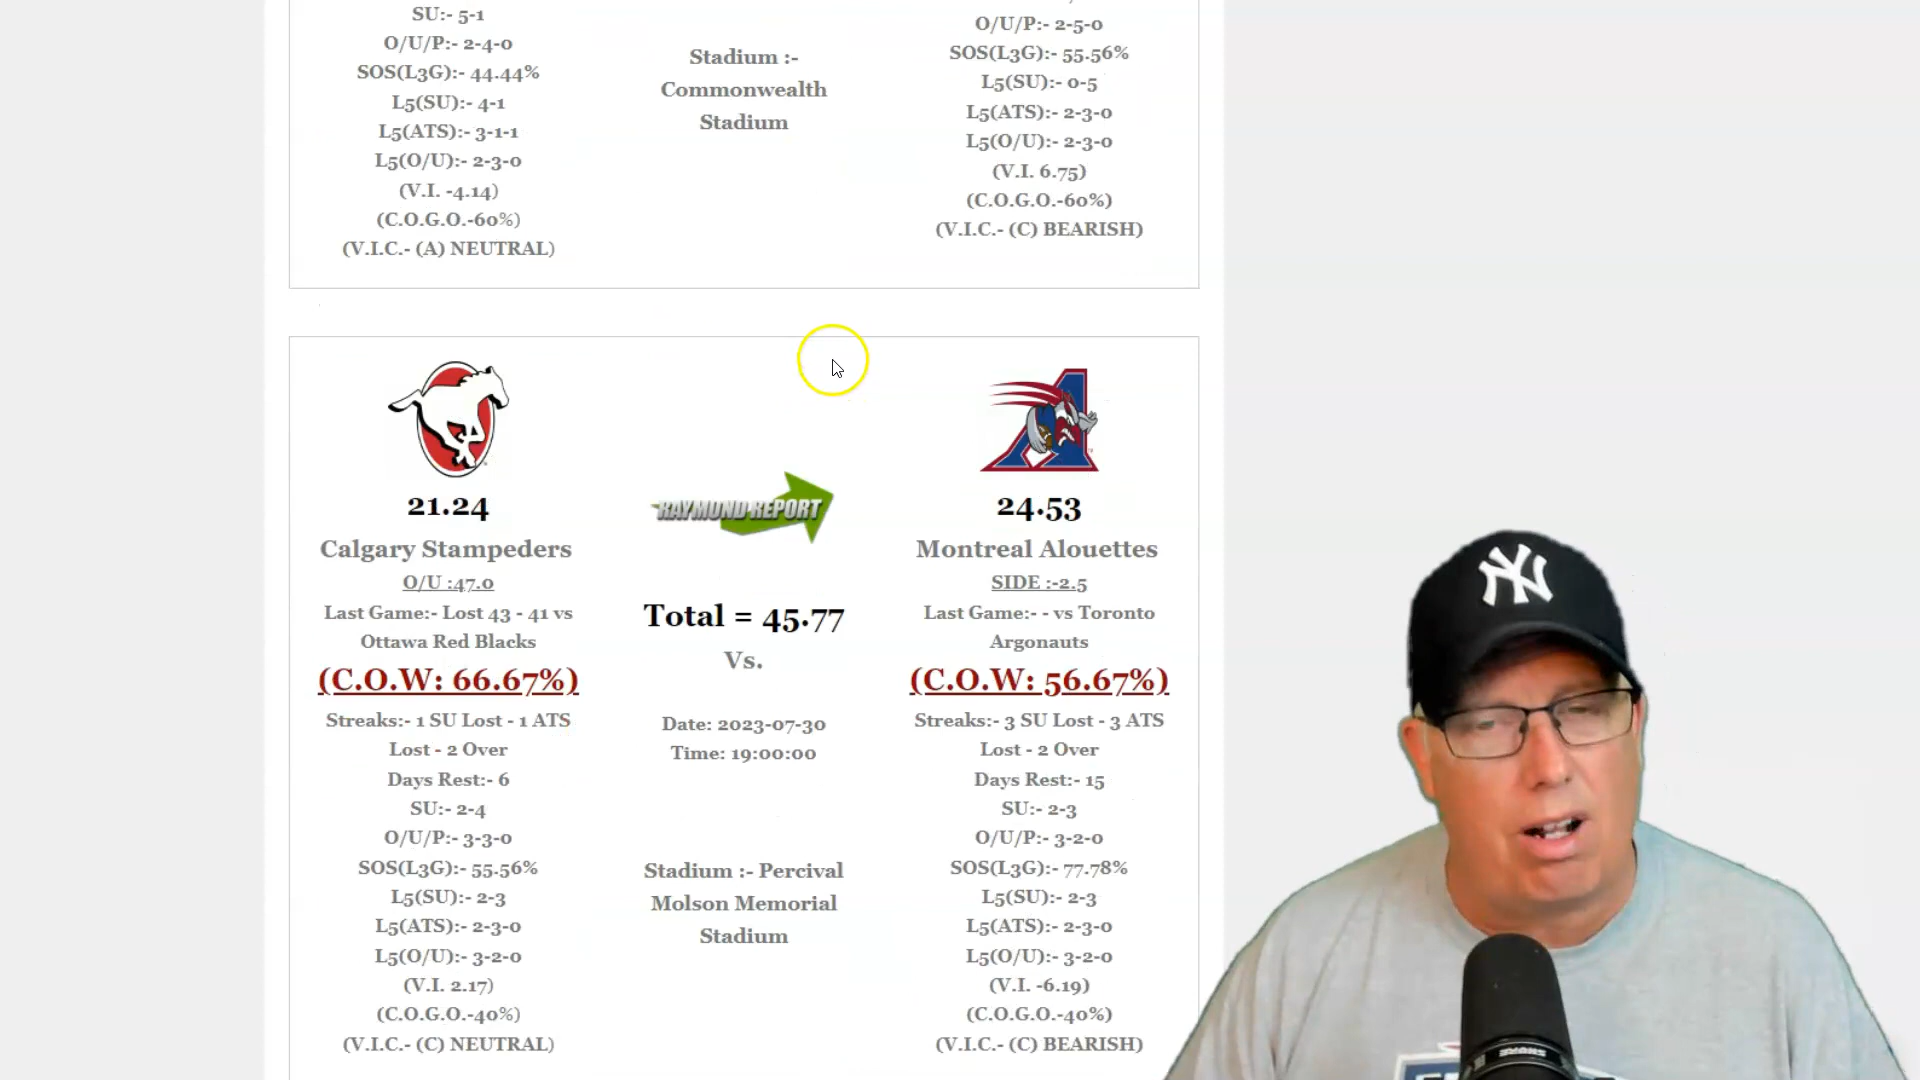 SU:- 5-1
O/U/P:- 2-4-0
SOS(L3G):- 44.44%
L5(SU):- 4-1
L5(ATS):- 3-1-1
L5(O/U):- 2-3-0
(V.I. -4.14)
(C.O.G.O.-60%)
(V.I.C.- (A) NEUTRAL)
Stadium :-
Commonwealth
Stadium
O/U/P:- 2-5-0
SOS(L3G):- 55.56%
L5(SU):- 0-5
L5(ATS):- 2-3-0
L5(O/U):- 2-3-0
(V.I. 6.75)
(C.O.G.O.-60%)
(V.I.C.- (C) BEARISH)
21.24
Calgary Stampeders
O/U :47.0
Last Game:- Lost 43 - 41 vs
Ottawa Red Blacks
(C.O.W: 66.67%)
Streaks:- 1 SU Lost - 1 ATS
Lost - 2 Over
Days Rest:- 6
SU:- 2-4
O/U/P:- 3-3-0
SOS(L3G):- 55.56%
L5(SU):- 2-3
L5(ATS):- 2-3-0
L5(O/U):- 3-2-0
(V.I. 2.17)
(C.O.G.O.-40%)
(V.I.C.- (C) NEUTRAL)
RAYMOND REPORT
Total = 45.77
Vs.
Date: 2023-07-30
Time: 19:00:00
Stadium :- Percival
Molson Memorial
Stadium
24.53
Montreal Alouettes
SIDE :-2.5
Last Game:- - vs Toronto
Argonauts
(C.O.W: 56.67%)
Streaks:- 3 SU Lost - 3 ATS
Lost - 2 Over
Days Rest:- 15
SU:- 2-3
O/U/P:- 3-2-0
SOS(L3G):- 77.78%
L5(SU):- 2-3
L5(ATS):- 2-3-0
L5(O/U):- 3-2-0
(V.I. -6.19)
(C.O.G.O.-40%)
(V.I.C.- (C) BEARISH)
NY
SHURE